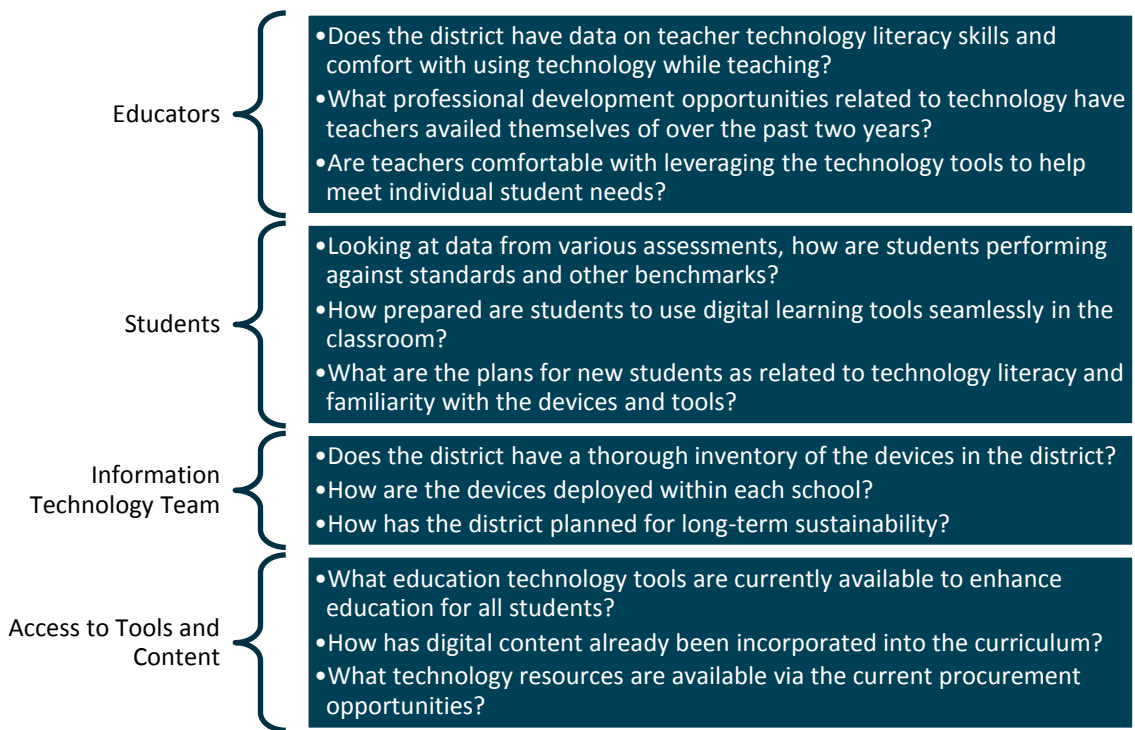 Educators
•Does the district have data on teacher technology literacy skills and
comfort with using technology while teaching?
•What professional development opportunities related to technology have
teachers availed themselves of over the past two years?
•Are teachers comfortable with leveraging the technology tools to help
meet individual student needs?
Students
•Looking at data from various assessments, how are students performing
against standards and other benchmarks?
•How prepared are students to use digital learning tools seamlessly in the
classroom?
•What are the plans for new students as related to technology literacy and
familiarity with the devices and tools?
Information
Technology Team
•Does the district have a thorough inventory of the devices in the district?
•How are the devices deployed within each school?
•How has the district planned for long-term sustainability?
Access to Tools and
Content
•What education technology tools are currently available to enhance
education for all students?
•How has digital content already been incorporated into the curriculum?
•What technology resources are available via the current procurement
opportunities?